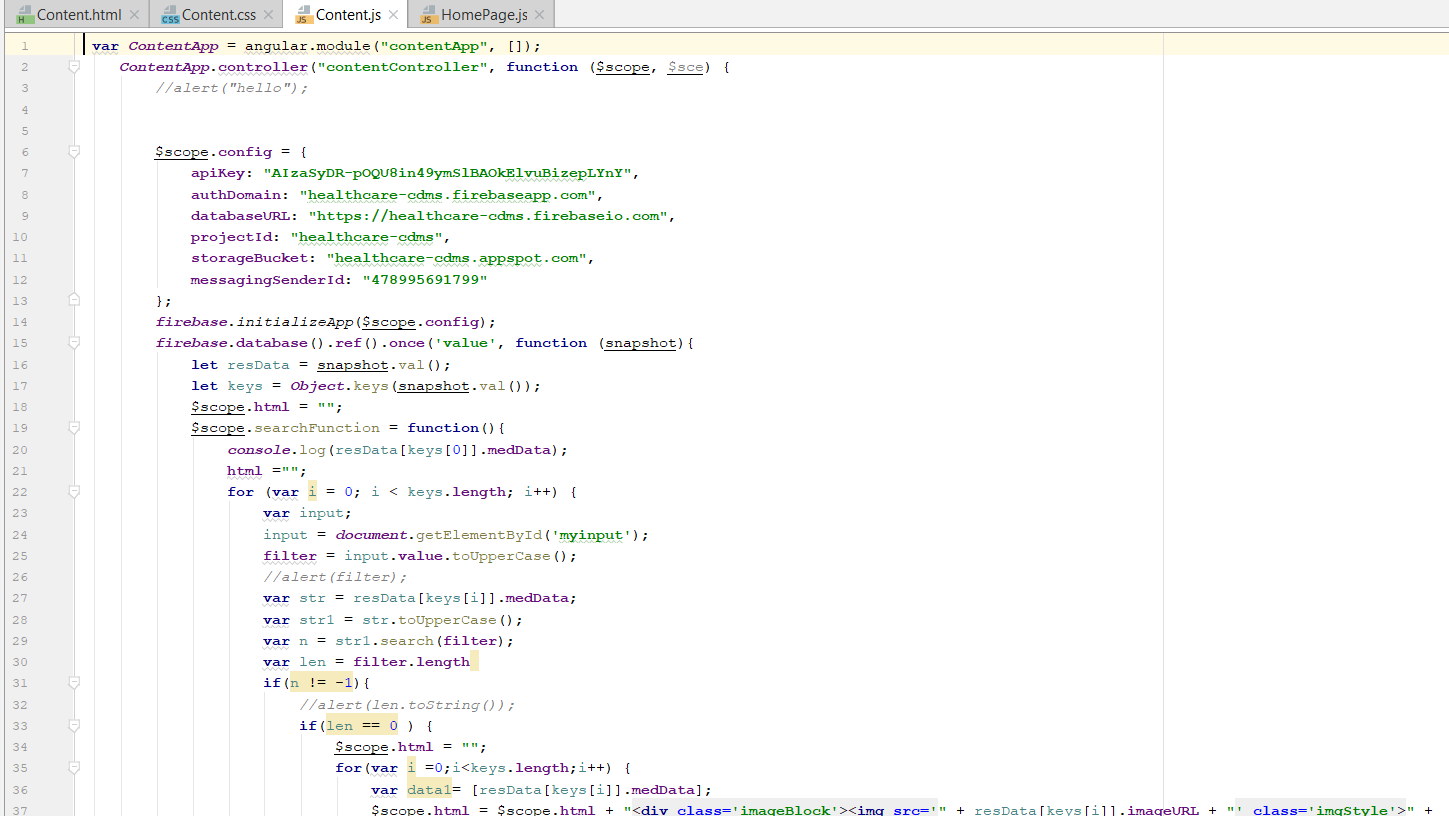 Content.html Content.css Content.js HomePage.js
1 var ContentApp = angular.module("contentApp", []);
2 ContentApp.controller("contentController", function ($scope, $sce) {
3 //alert("hello");
4
5
6 $scope.config = {
7 apiKey: "AIzaSyDR-pOQU8in49ymSlBAOkElvuBizepLYnY",
8 authDomain: "healthcare-cdms.firebaseapp.com",
9 databaseURL: "https://healthcare-cdms.firebaseio.com",
10 projectId: "healthcare-cdms",
11 storageBucket: "healthcare-cdms.appspot.com",
12 messagingSenderId: "478995691799"
13 };
14 firebase.initializeApp($scope.config);
15 firebase.database().ref().once('value', function (snapshot){
16 let resData = snapshot.val();
17 let keys = Object.keys(snapshot.val());
18 $scope.html = "";
19 $scope.searchFunction = function(){
20 console.log(resData[keys[0]].medData);
21 html ="";
22 for (var i = 0; i < keys.length; i++) {
23 var input;
24 input = document.getElementById('myinput');
25 filter = input.value.toUpperCase();
26 //alert(filter);
27 var str = resData[keys[i]].medData;
28 var str1 = str.toUpperCase();
29 var n = str1.search(filter);
30 var len = filter.length
31 if(n != -1){
32 //alert(len.toString());
33 if(len == 0 ) {
34 $scope.html = "";
35 for(var i =0;i<keys.length;i++) {
36 var data1= [resData[keys[i]].medData];
37 $scope.html = $scope.html + "<div class='imageBlock'><img src='" + resData[keys[i]].imageURL + "' class='imgStyle'>" +